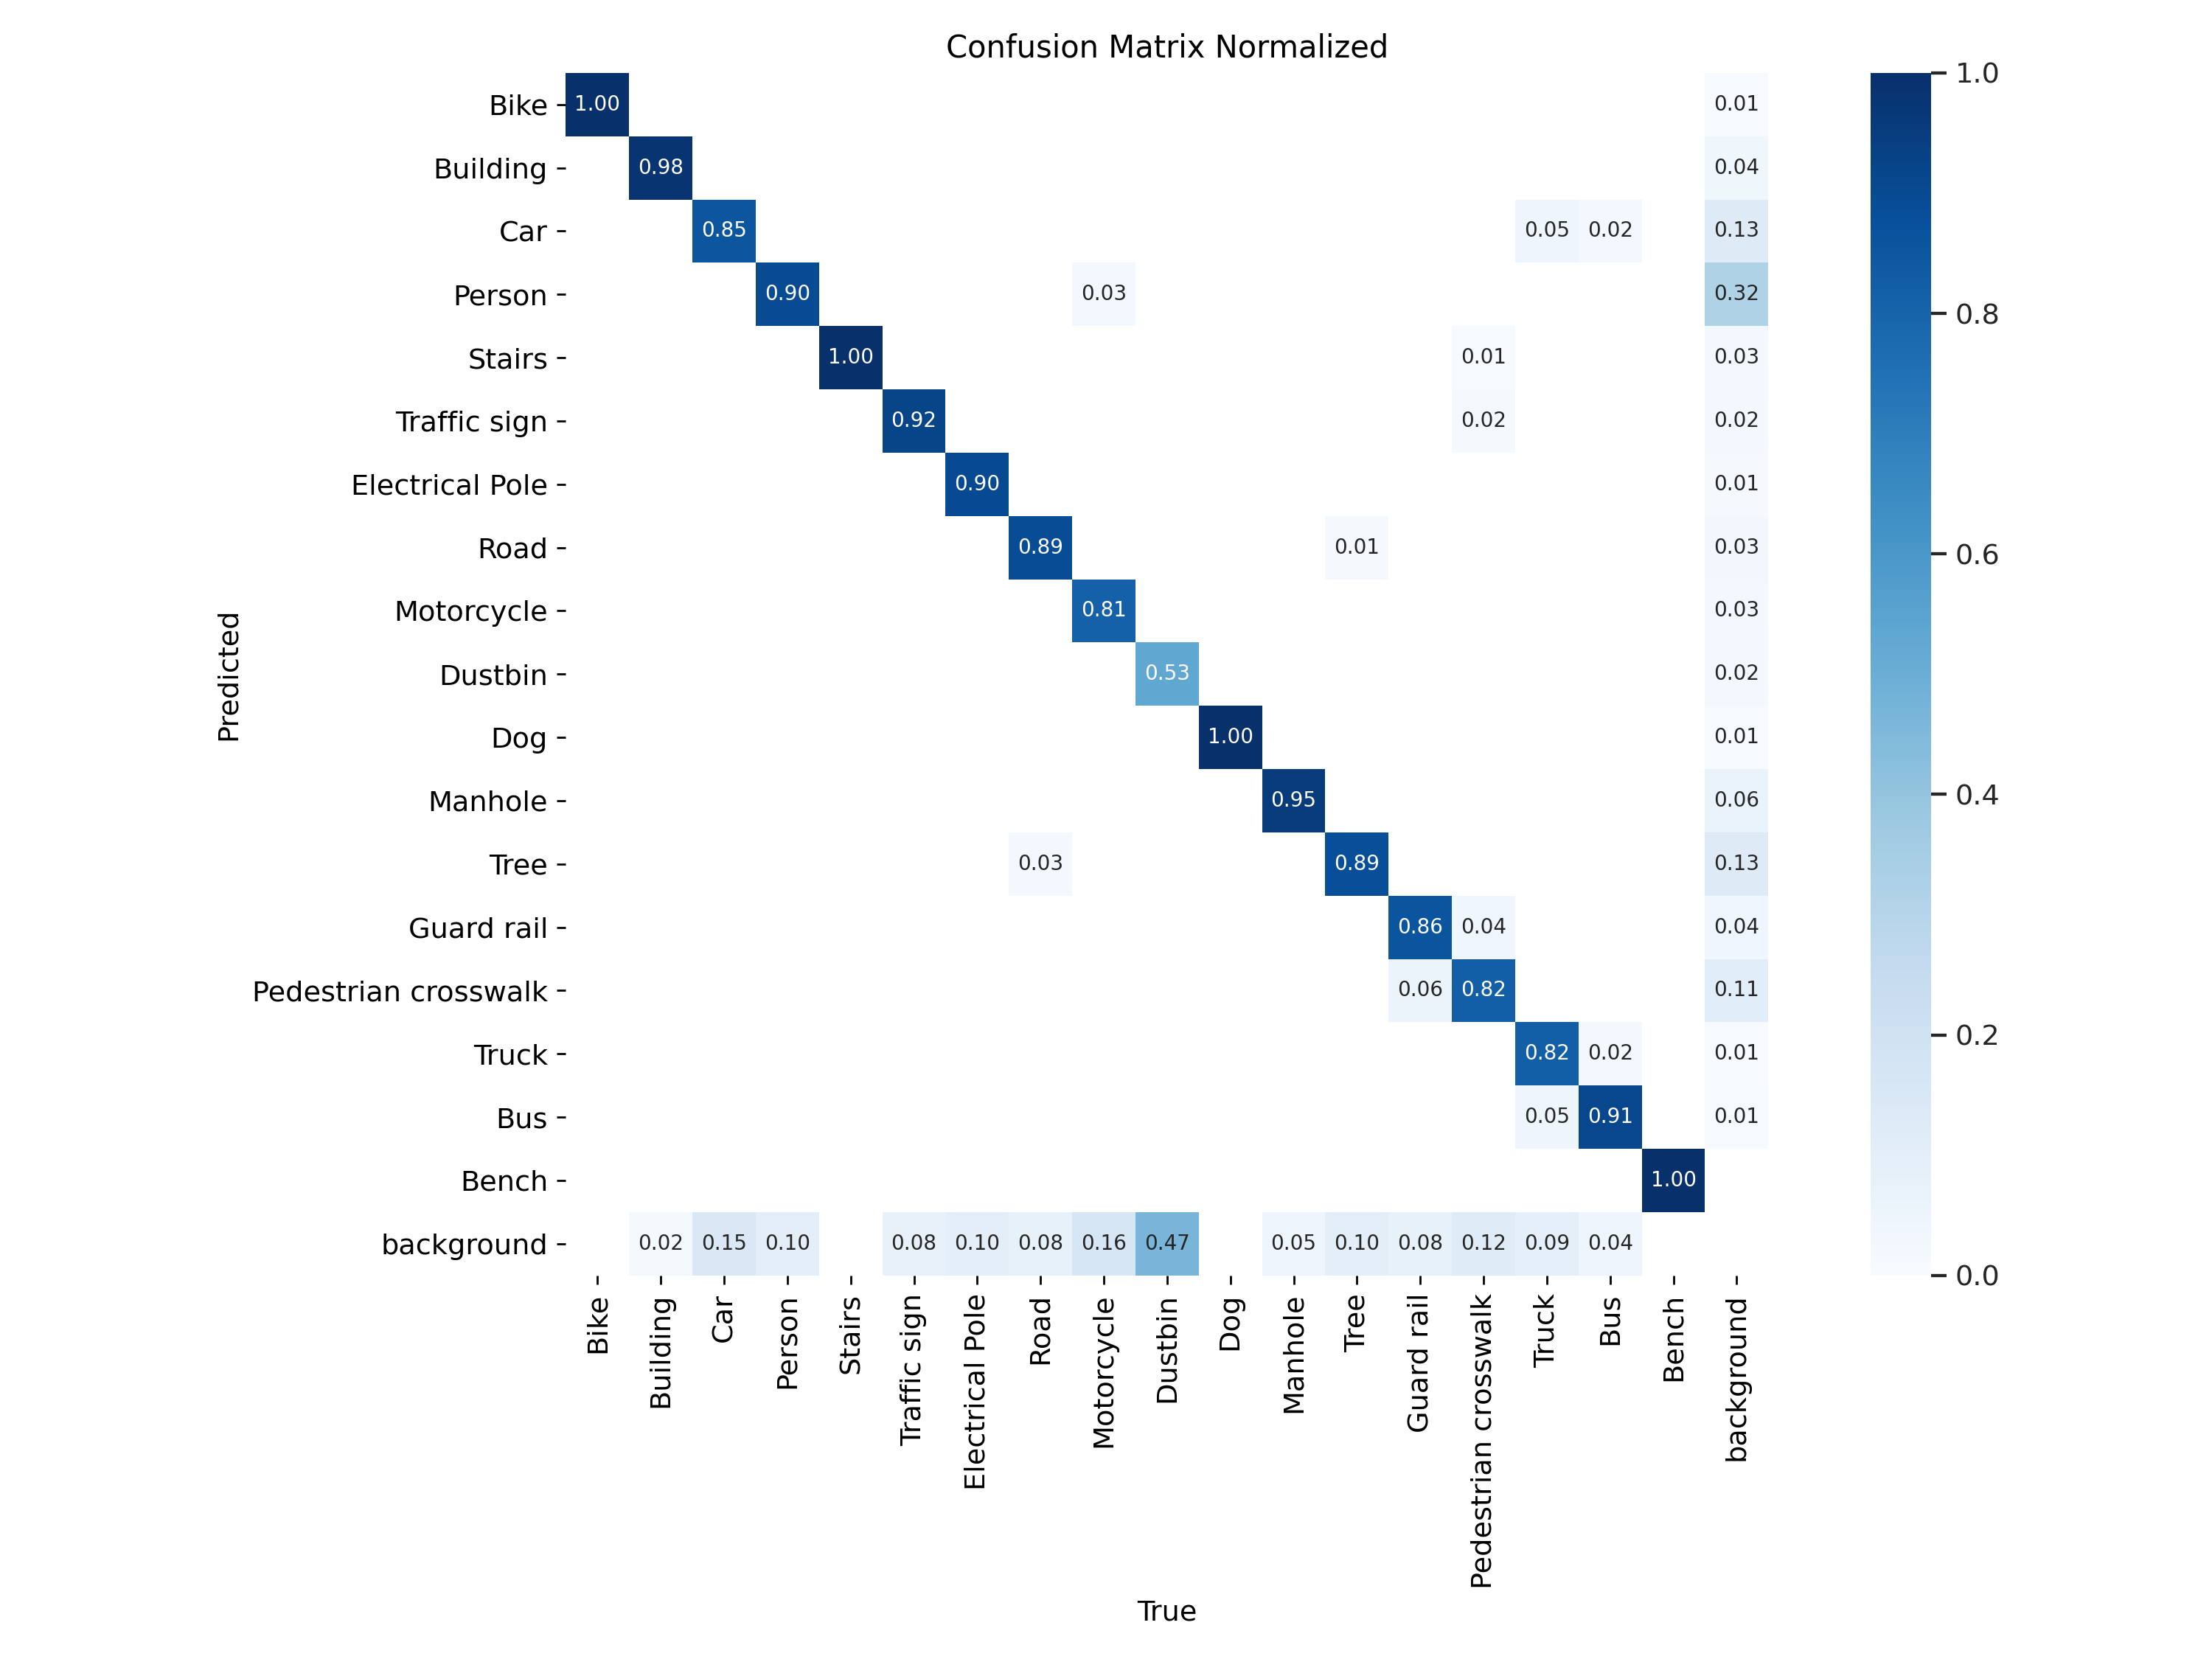 Confusion Matrix Normalized
Bike 1.00 0.01
Building 0.98 0.04
Car 0.85 0.05 0.02 0.13
Person 0.90 0.03 0.32
Stairs 1.00 0.01 0.03
Traffic sign 0.92 0.02 0.02
Electrical Pole 0.90 0.01
Road 0.89 0.01 0.03
Motorcycle 0.81 0.03
Dustbin 0.53 0.02
Dog 1.00 0.01
Manhole 0.95 0.06
Tree 0.03 0.89 0.13
Guard rail 0.86 0.04 0.04
Pedestrian crosswalk 0.06 0.82 0.11
Truck 0.82 0.02 0.01
Bus 0.05 0.91 0.01
Bench 1.00
background 0.02 0.15 0.10 0.08 0.10 0.08 0.16 0.47 0.05 0.10 0.08 0.12 0.09 0.04
Predicted
Bike
Building
Car
Person
Stairs
Traffic sign
Electrical Pole
Road
Motorcycle
Dustbin
Dog
Manhole
Tree
Guard rail
Pedestrian crosswalk
Truck
Bus
Bench
background
True
1.0
0.8
0.6
0.4
0.2
0.0